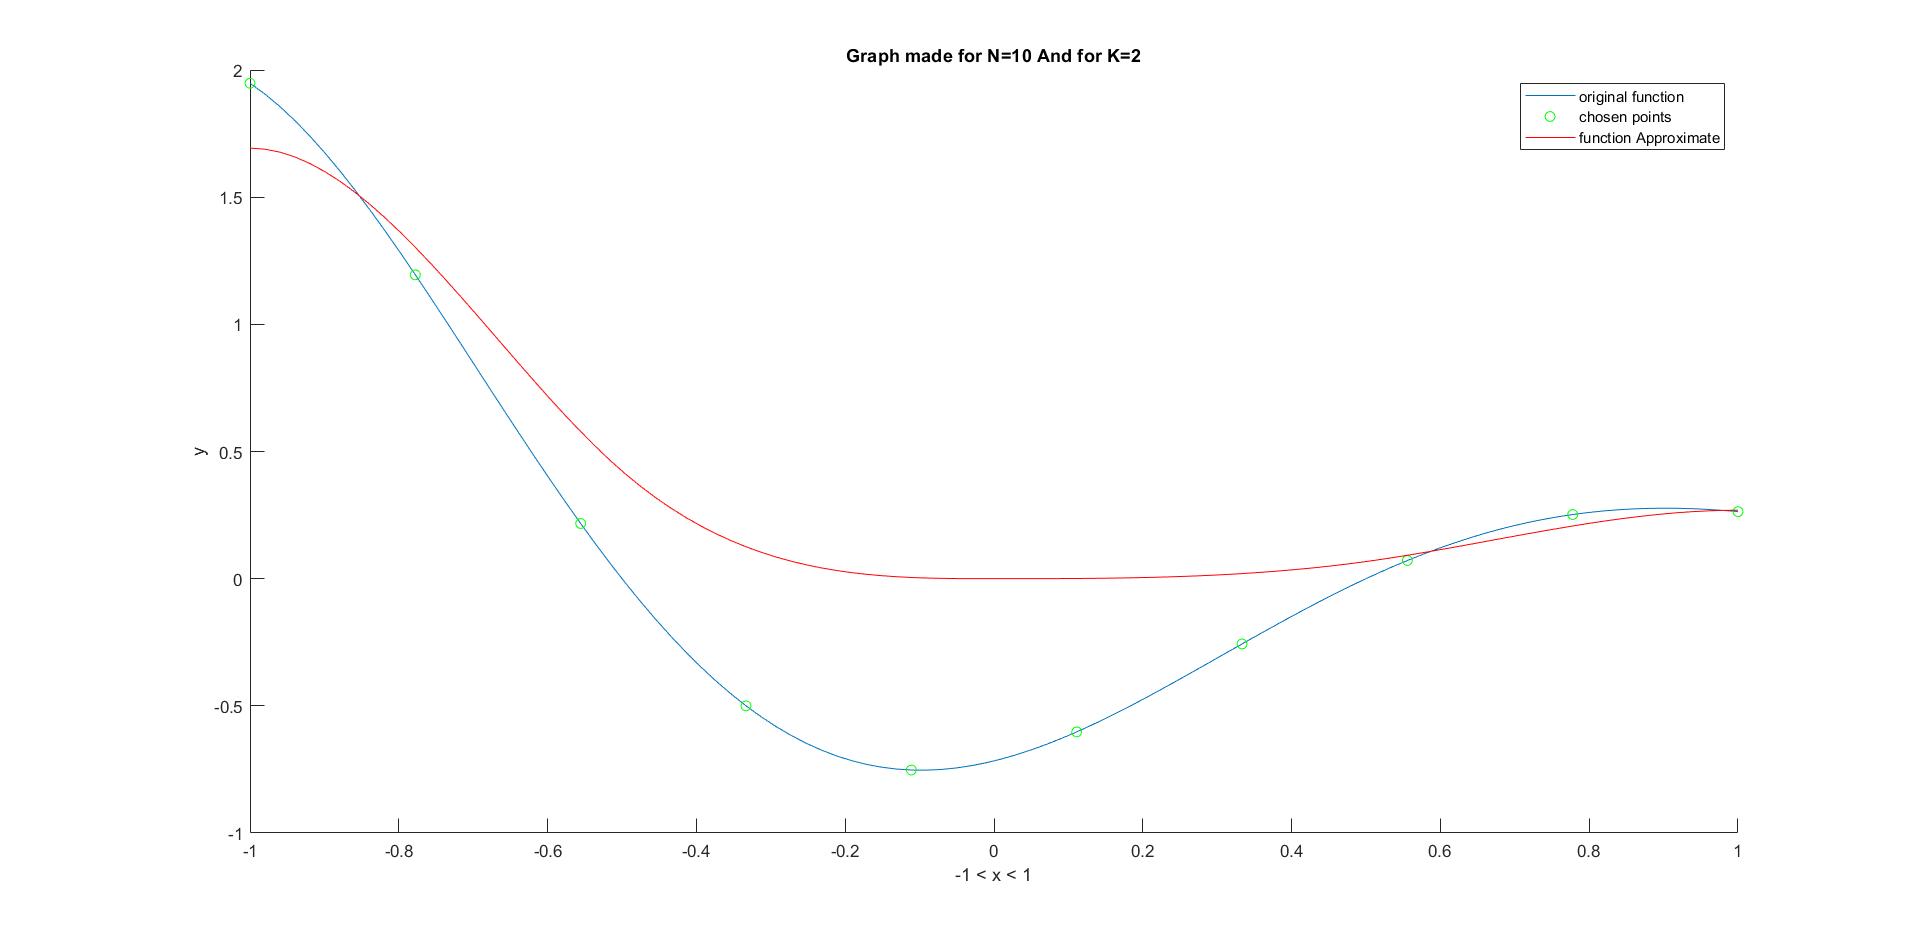 Graph made for N=10 And for K=2
original function
chosen points
function Approximate
y
2
1.5
1
0.5
0
-0.5
-1
-1 -0.8 -0.6 -0.4 -0.2 0 0.2 0.4 0.6 0.8 1
-1 < x < 1